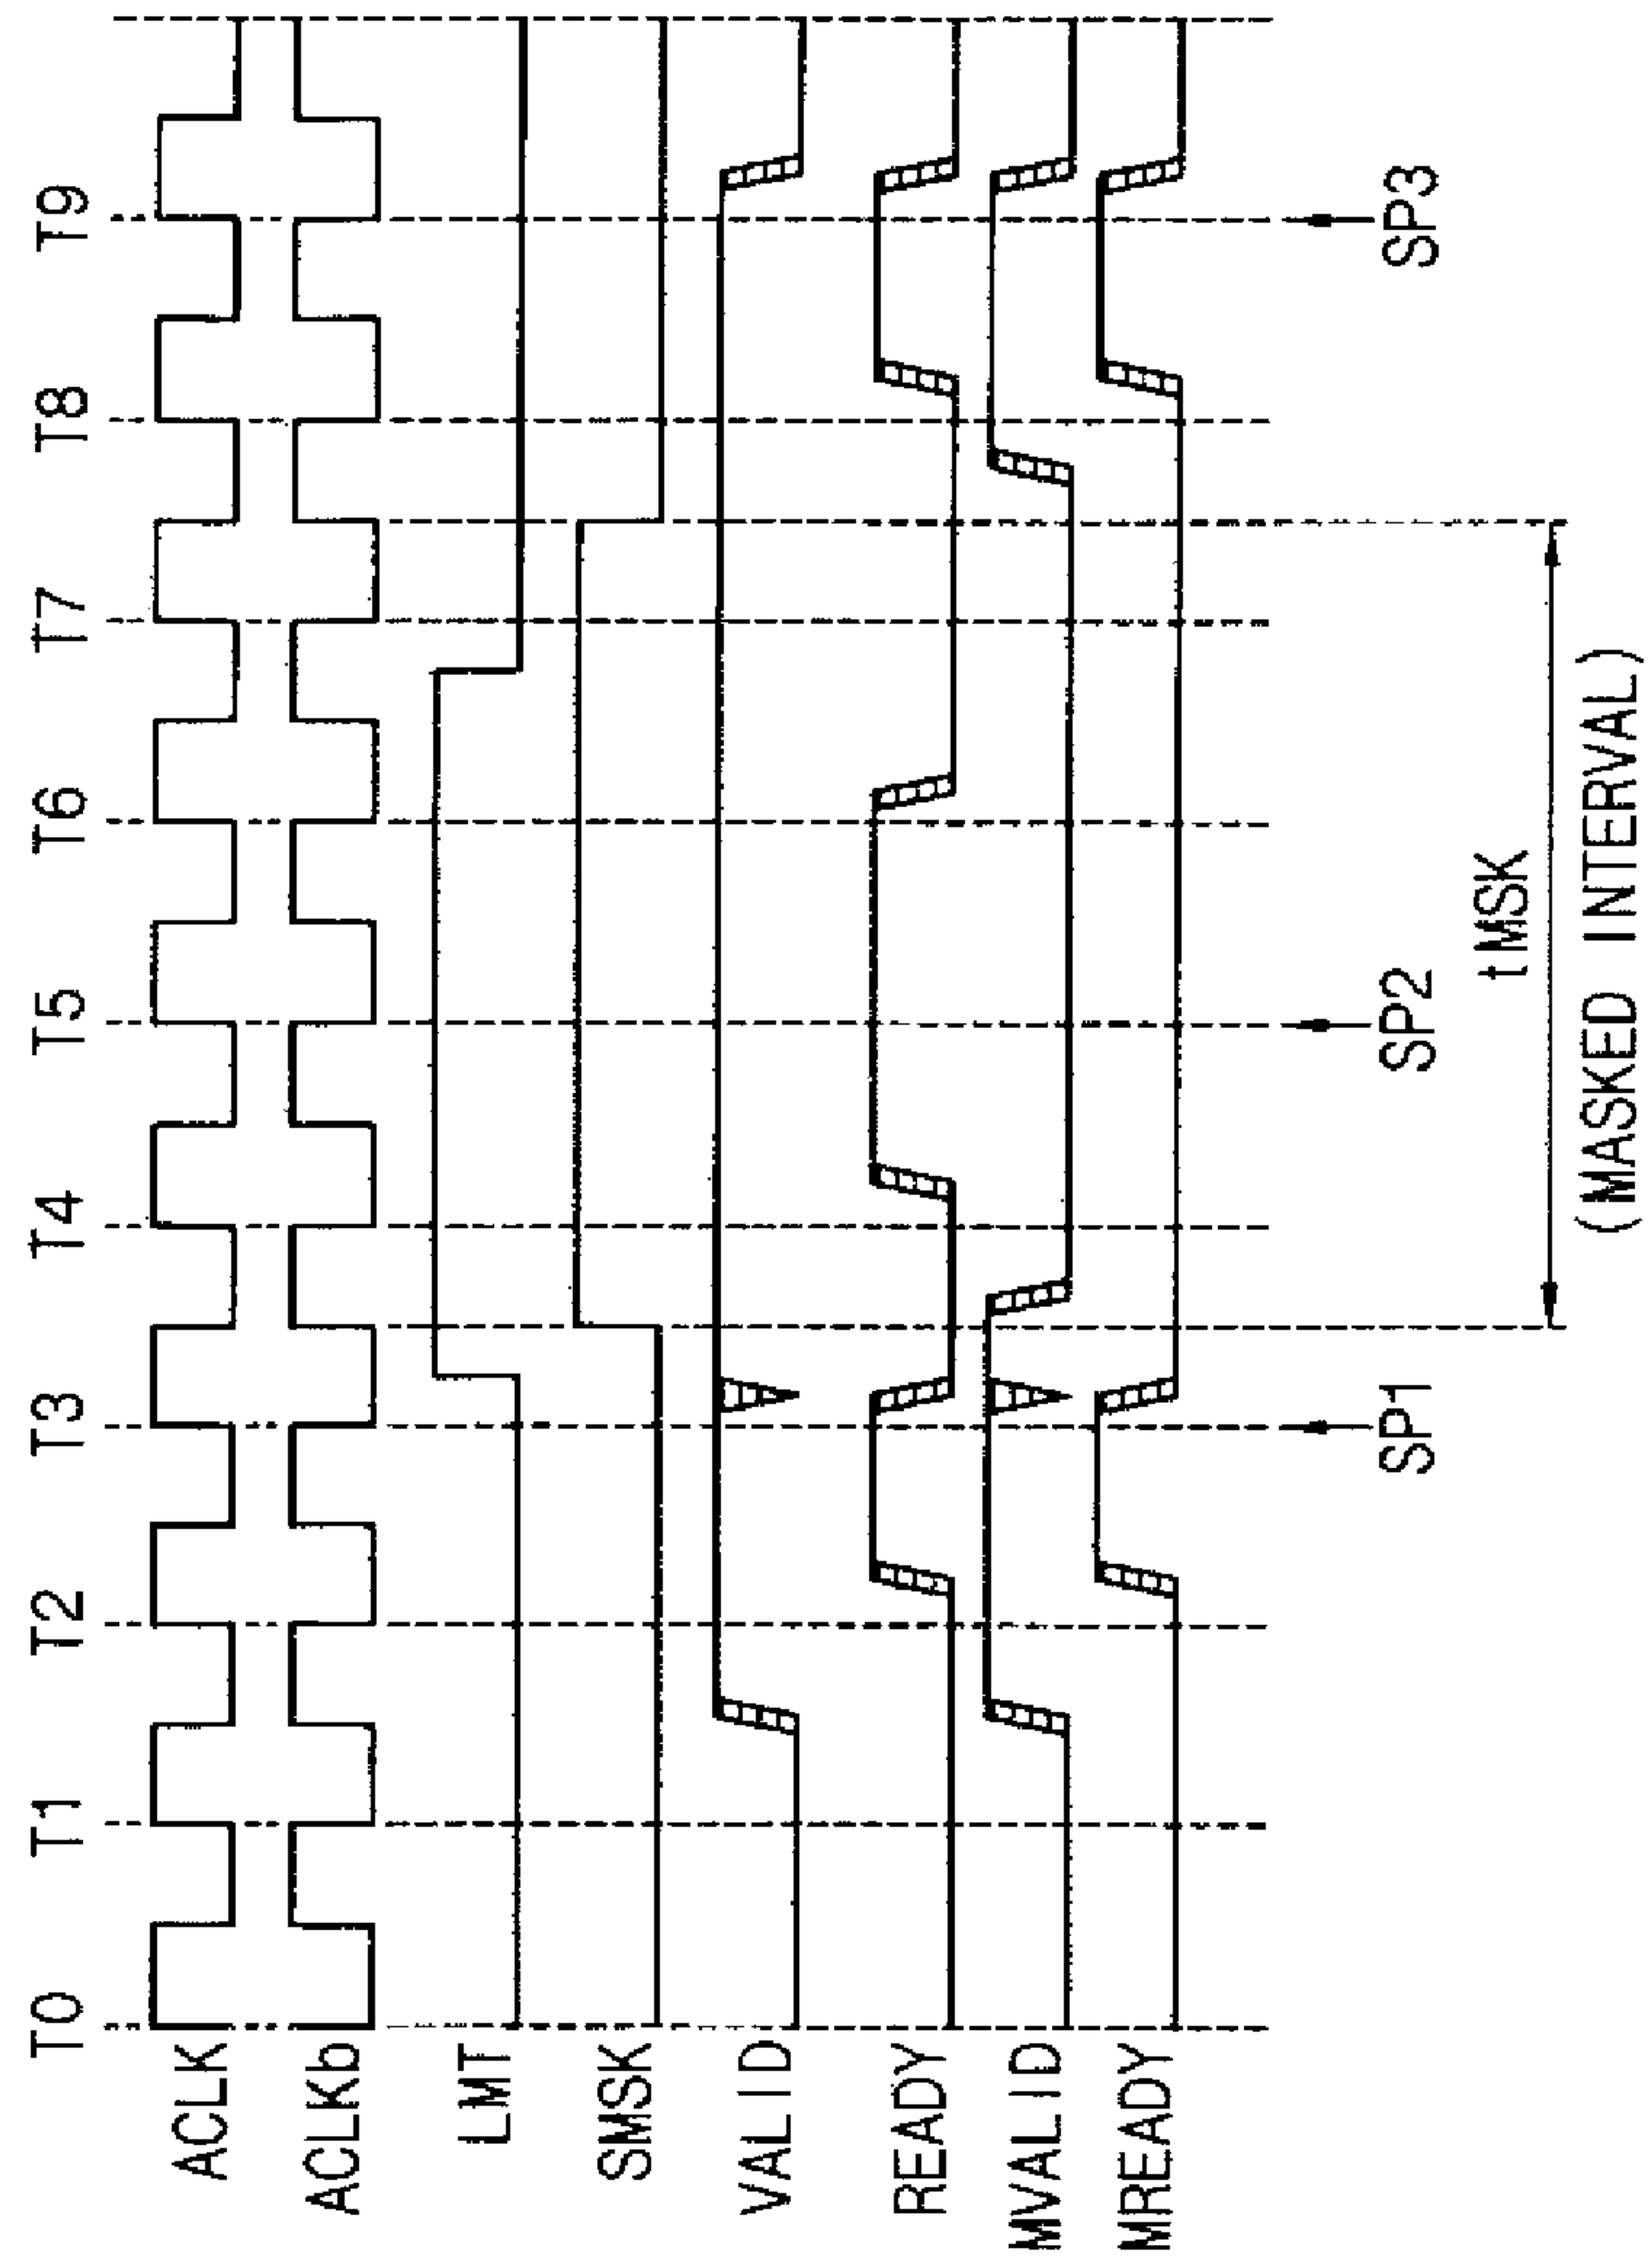 T0 T1 T2 T3 T4 T5 T6 T7 T8 T9
ACLK
ACLKb
LMT
SMSK
VALID
READY
MVALID
MREADY
SP1 SP2 SP3
tMSK
(MASKED INTERVAL)